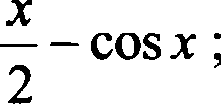 x/2 − cos x ;